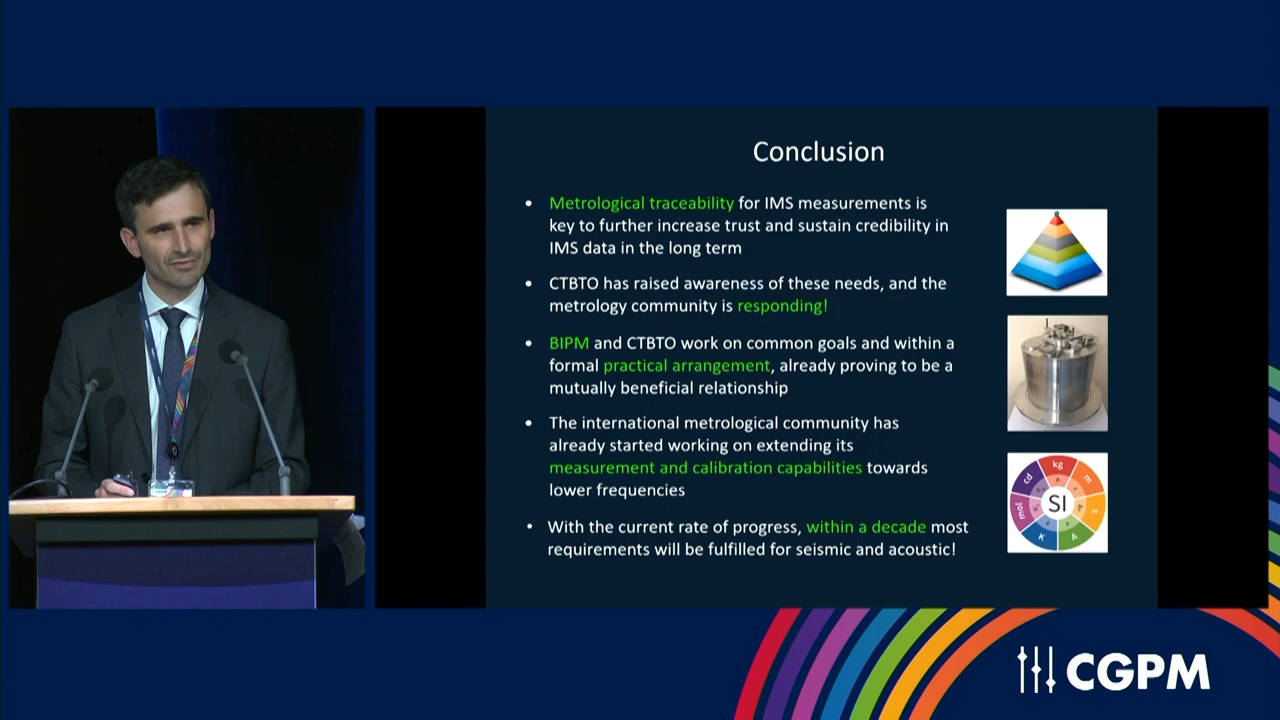 Conclusion
• Metrological traceability for IMS measurements is
key to further increase trust and sustain credibility in
IMS data in the long term
• CTBTO has raised awareness of these needs, and the
metrology community is responding!
• BIPM and CTBTO work on common goals and within a
formal practical arrangement, already proving to be a
mutually beneficial relationship
• The international metrological community has
already started working on extending its
measurement and calibration capabilities towards
lower frequencies
• With the current rate of progress, within a decade most
requirements will be fulfilled for seismic and acoustic!
kg
m
s
A
K
mol
cd
SI
CGPM